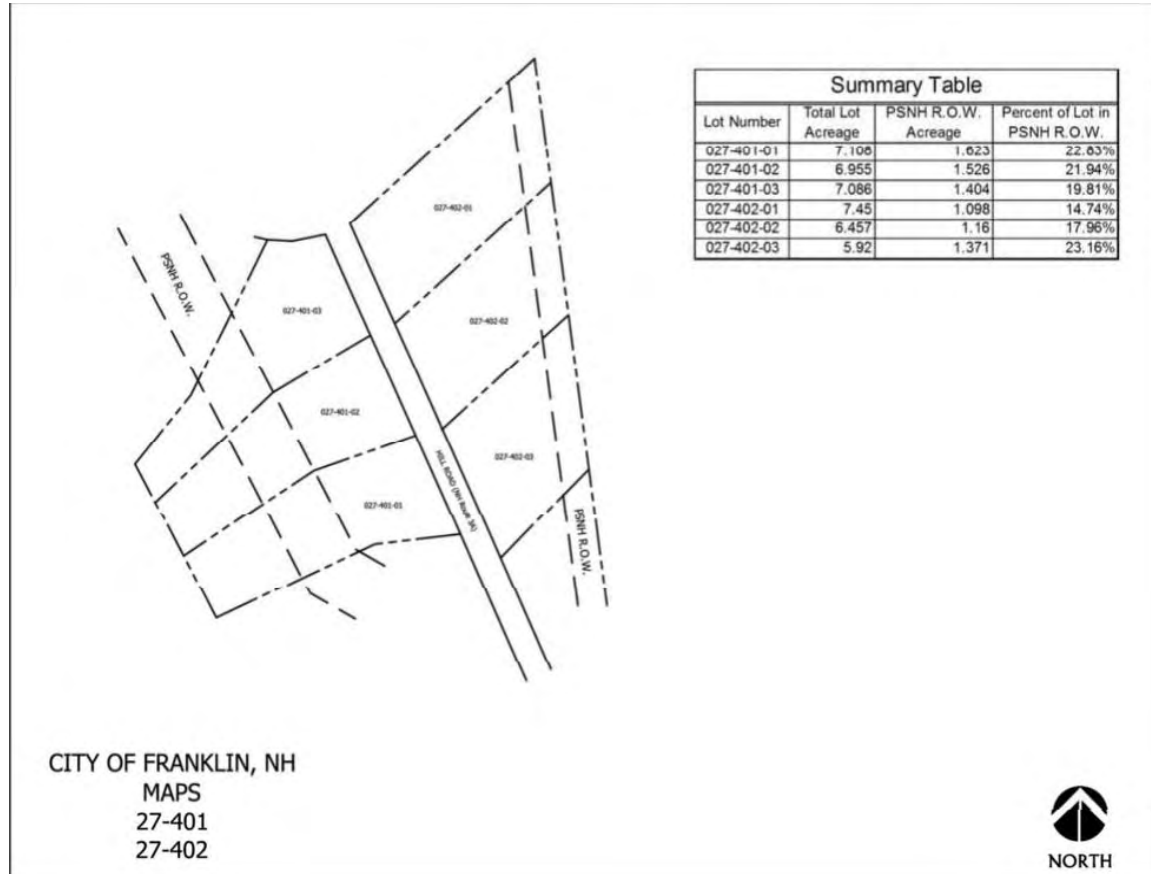 Summary Table
Lot Number Total Lot Acreage PSNH R.O.W. Acreage Percent of Lot in PSNH R.O.W.
027-401-01 7.108 1.623 22.83%
027-401-02 6.955 1.526 21.94%
027-401-03 7.086 1.404 19.81%
027-402-01 7.45 1.098 14.74%
027-402-02 6.457 1.16 17.96%
027-402-03 5.92 1.371 23.16%
027-402-01
PSNH R.O.W.
027-401-03
027-402-02
027-401-02
027-402-03
HILL ROAD (NH Route 3A)
027-401-01
PSNH R.O.W.
CITY OF FRANKLIN, NH
MAPS
27-401
27-402
NORTH